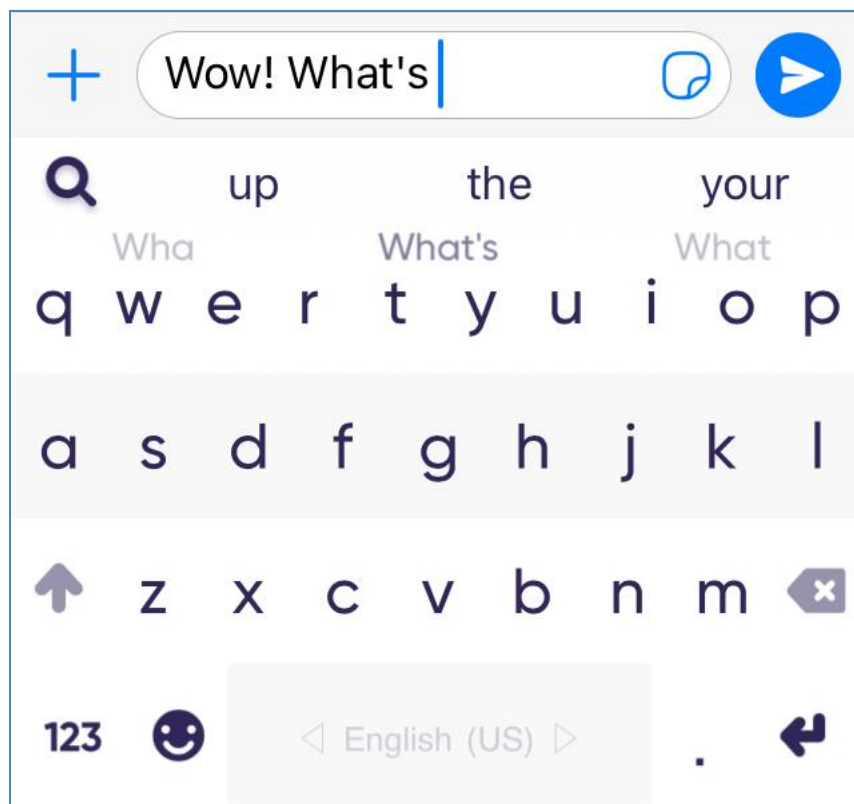 Wow! What's
up the your
Wha What's What
q w e r t y u i o p
a s d f g h j k l
z x c v b n m
123 English (US) .